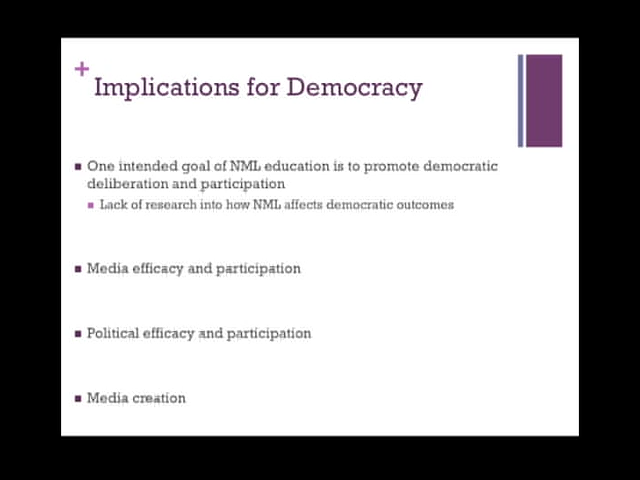 +
Implications for Democracy
One intended goal of NML education is to promote democratic
deliberation and participation
Lack of research into how NML affects democratic outcomes
Media efficacy and participation
Political efficacy and participation
Media creation